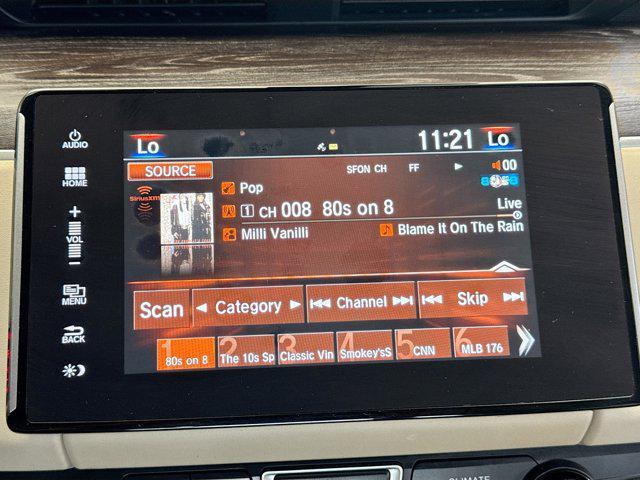 AUDIO
HOME
+
VOL
−
MENU
BACK
Lo 11:21 Lo
SOURCE SFON CH FF 00
SiriusXM Pop
1 CH 008 80s on 8 Live
Milli Vanilli Blame It On The Rain
Scan Category Channel Skip
1 80s on 8 2 The 10s Sp 3 Classic Vin 4 Smokey'sS 5 CNN 6 MLB 176
CLIMATE